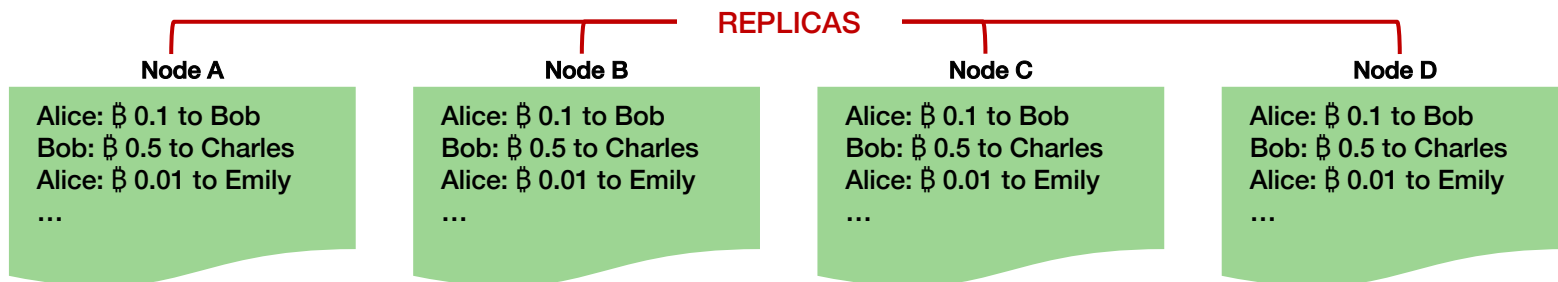 REPLICAS
Node A
Alice: ₿ 0.1 to Bob
Bob: ₿ 0.5 to Charles
Alice: ₿ 0.01 to Emily
…
Node B
Alice: ₿ 0.1 to Bob
Bob: ₿ 0.5 to Charles
Alice: ₿ 0.01 to Emily
…
Node C
Alice: ₿ 0.1 to Bob
Bob: ₿ 0.5 to Charles
Alice: ₿ 0.01 to Emily
…
Node D
Alice: ₿ 0.1 to Bob
Bob: ₿ 0.5 to Charles
Alice: ₿ 0.01 to Emily
…